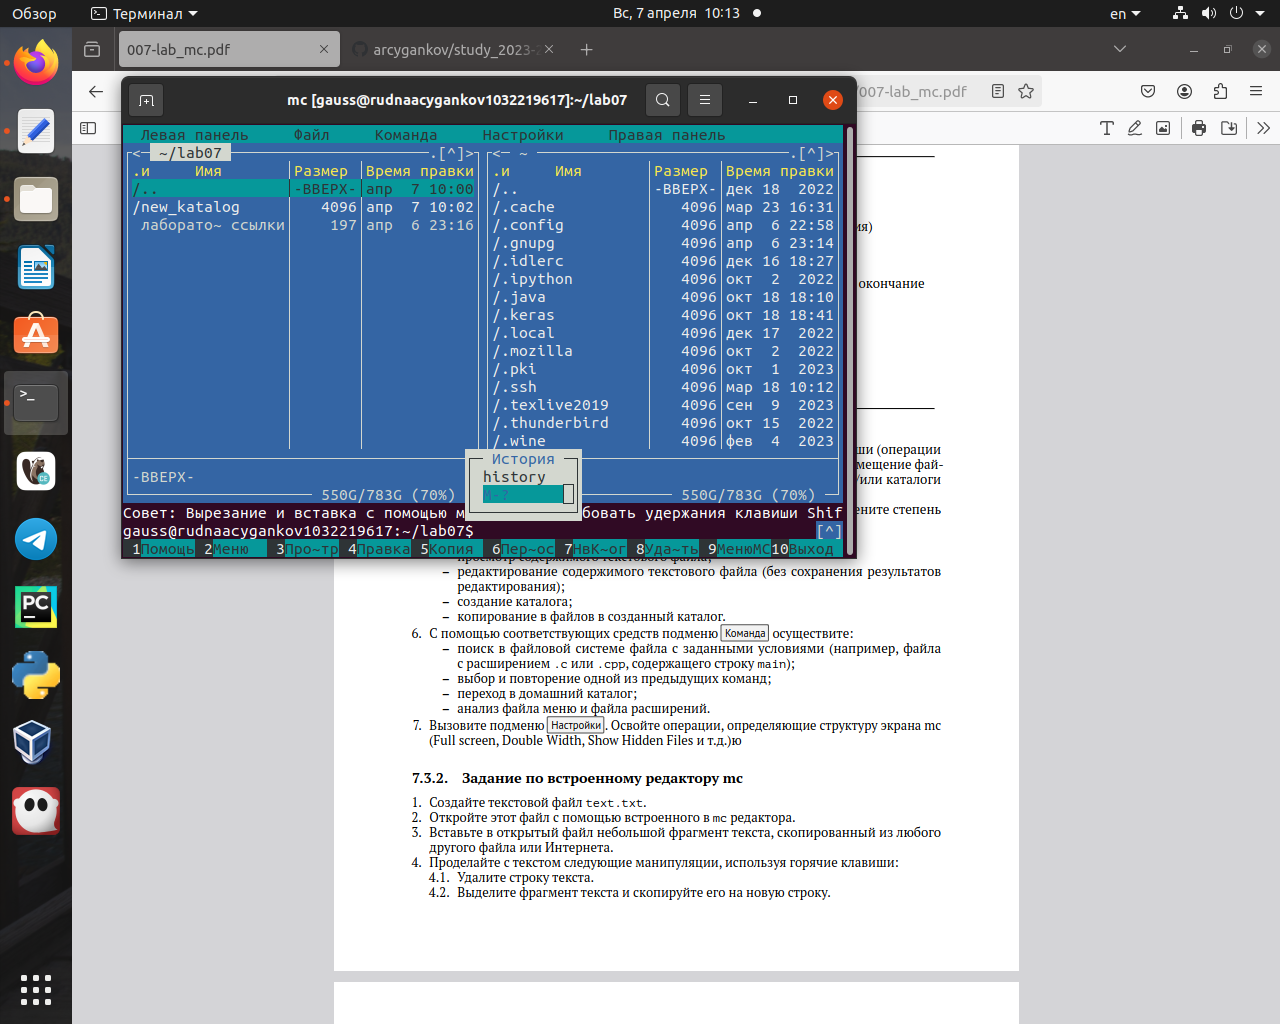 Обзор
Терминал
Вс, 7 апреля 10:13
en
007-lab_mc.pdf
arcygankov/study_2023-2
/007-lab_mc.pdf
mc [gauss@rudnaacygankov1032219617]:~/lab07
Левая панель Файл Команда Настройки Правая панель
<─ ~/lab07 .[^]>
.и Имя Размер Время правки
/.. -ВВЕРХ- апр 7 10:00
/new_katalog 4096 апр 7 10:02
лаборато~ ссылки 197 апр 6 23:16
-ВВЕРХ-
550G/783G (70%)
<─ ~ .[^]>
.и Имя Размер Время правки
/.. -ВВЕРХ- дек 18 2022
/.cache 4096 мар 23 16:31
/.config 4096 апр 6 22:58
/.gnupg 4096 апр 6 23:14
/.idlerc 4096 дек 16 18:27
/.ipython 4096 окт 2 2022
/.java 4096 окт 18 18:10
/.keras 4096 окт 18 18:41
/.local 4096 дек 17 2022
/.mozilla 4096 окт 2 2022
/.pki 4096 окт 1 2023
/.ssh 4096 мар 18 10:12
/.texlive2019 4096 сен 9 2023
/.thunderbird 4096 окт 15 2022
/.wine 4096 фев 4 2023
550G/783G (70%)
История
history
M-?
Совет: Вырезание и вставка с помощью м бовать удержания клавиши Shif
gauss@rudnaacygankov1032219617:~/lab07$ [^]
1Помощь 2Меню 3Про~тр 4Правка 5Копия 6Пер~ос 7НвК~ог 8Уда~ть 9МенюМС 10Выход
ия)
окончание
ши (операции
мещение фай-
/или каталоги
ените степень
просмотр содержимого текстового файла;
– редактирование содержимого текстового файла (без сохранения результатов
редактирования);
– создание каталога;
– копирование в файлов в созданный каталог.
6. С помощью соответствующих средств подменю Команда осуществите:
– поиск в файловой системе файла с заданными условиями (например, файла
с расширением .c или .cpp, содержащего строку main);
– выбор и повторение одной из предыдущих команд;
– переход в домашний каталог;
– анализ файла меню и файла расширений.
7. Вызовите подменю Настройки. Освойте операции, определяющие структуру экрана mc
(Full screen, Double Width, Show Hidden Files и т.д.)ю
7.3.2. Задание по встроенному редактору mc
1. Создайте текстовой файл text.txt.
2. Откройте этот файл с помощью встроенного в mc редактора.
3. Вставьте в открытый файл небольшой фрагмент текста, скопированный из любого
другого файла или Интернета.
4. Проделайте с текстом следующие манипуляции, используя горячие клавиши:
4.1. Удалите строку текста.
4.2. Выделите фрагмент текста и скопируйте его на новую строку.